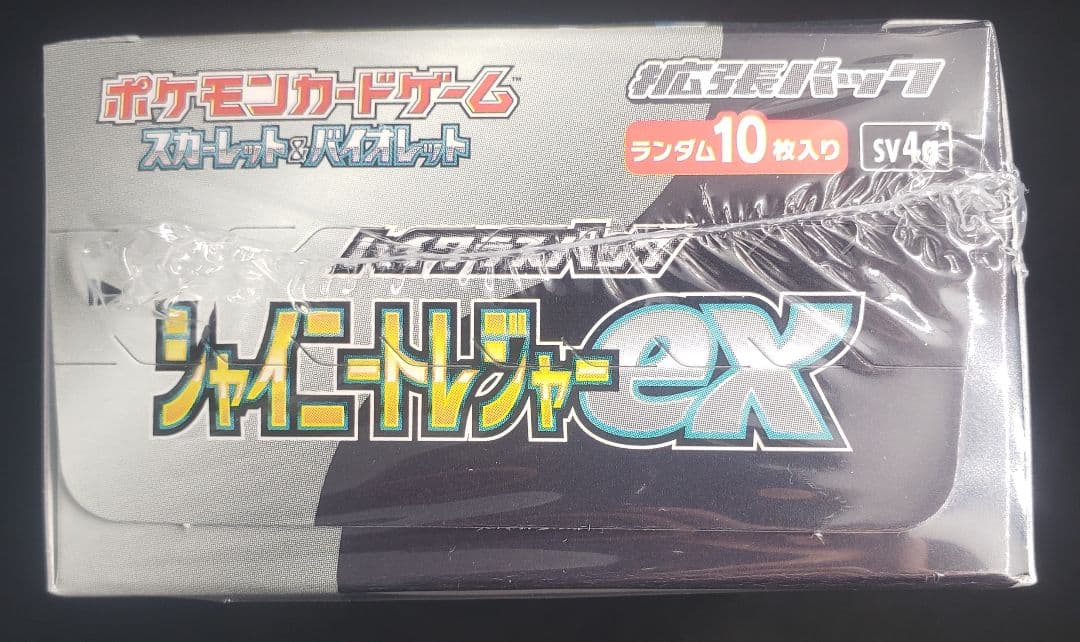 ポケモンカードゲーム™
スカーレット&バイオレット
拡張パック
ランダム10枚入り
sv4a
ハイクラスパック
シャイニートレジャーex